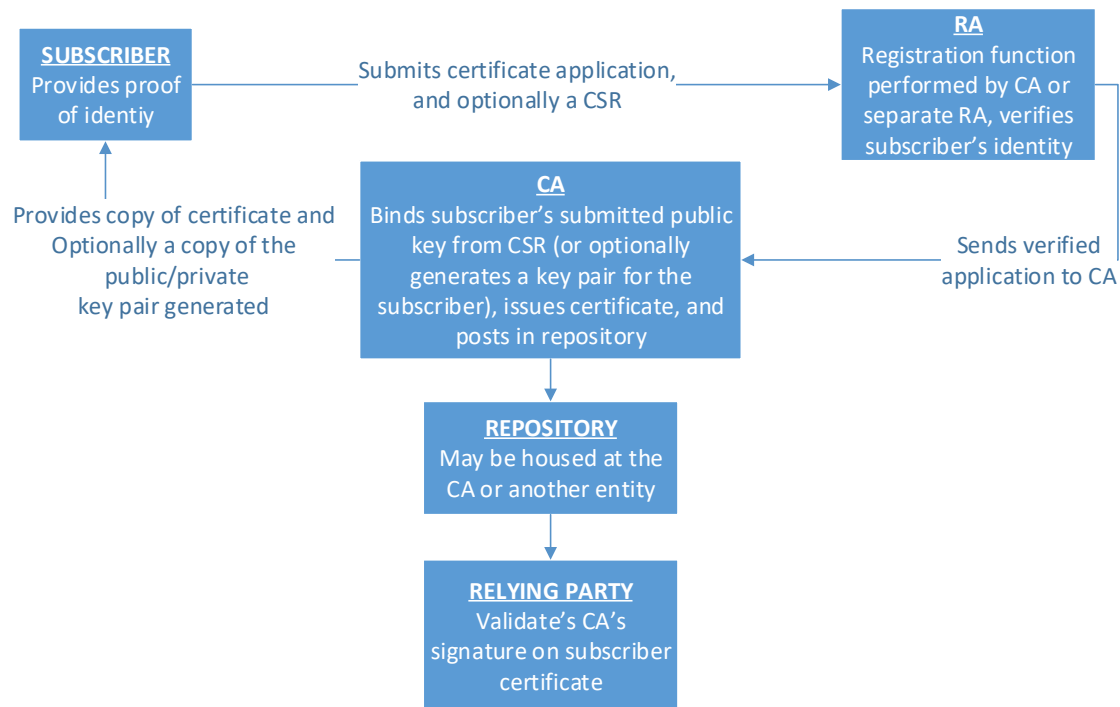 SUBSCRIBER
Provides proof
of identiy
Submits certificate application,
and optionally a CSR
RA
Registration function
performed by CA or
separate RA, verifies
subscriber's identity
Provides copy of certificate and
Optionally a copy of the
public/private
key pair generated
CA
Binds subscriber's submitted public
key from CSR (or optionally
generates a key pair for the
subscriber), issues certificate, and
posts in repository
Sends verified
application to CA
REPOSITORY
May be housed at the
CA or another entity
RELYING PARTY
Validate's CA's
signature on subscriber
certificate